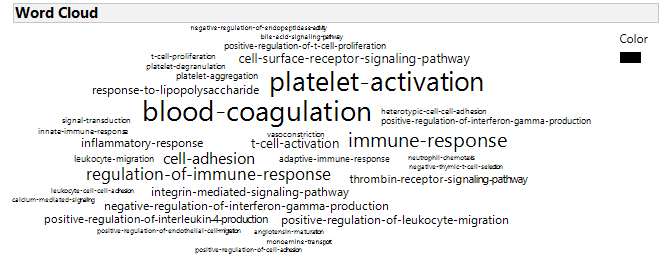 Word Cloud
negative-regulation-of-endopeptidase-activity
Color
bile-acid-signaling-pathway
positive-regulation-of-t-cell-proliferation
t-cell-proliferation
cell-surface-receptor-signaling-pathway
platelet-degranulation
platelet-aggregation
platelet-activation
response-to-lipopolysaccharide
blood-coagulation
heterotypic-cell-cell-adhesion
signal-transduction
positive-regulation-of-interferon-gamma-production
innate-immune-response
vasoconstriction
inflammatory-response
t-cell-activation
immune-response
leukocyte-migration
cell-adhesion
adaptive-immune-response
neutrophil-chemotaxis
negative-thymic-t-cell-selection
regulation-of-immune-response
thrombin-receptor-signaling-pathway
leukocyte-cell-cell-adhesion
integrin-mediated-signaling-pathway
calcium-mediated-signaling
negative-regulation-of-interferon-gamma-production
positive-regulation-of-interleukin-4-production
positive-regulation-of-leukocyte-migration
positive-regulation-of-endothelial-cell-migration
angiotensin-maturation
monoamine-transport
positive-regulation-of-cell-adhesion